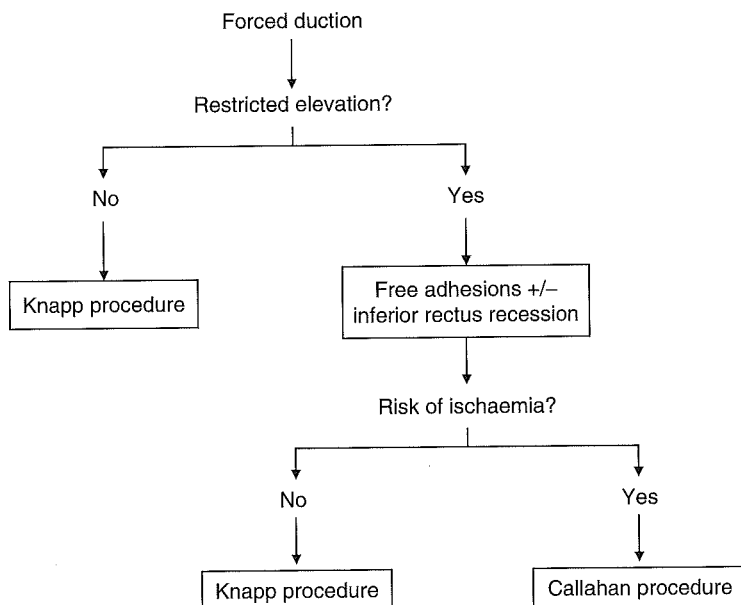 Forced duction
Restricted elevation?
No
Yes
Knapp procedure
Free adhesions +/–
inferior rectus recession
Risk of ischaemia?
No
Yes
Knapp procedure
Callahan procedure